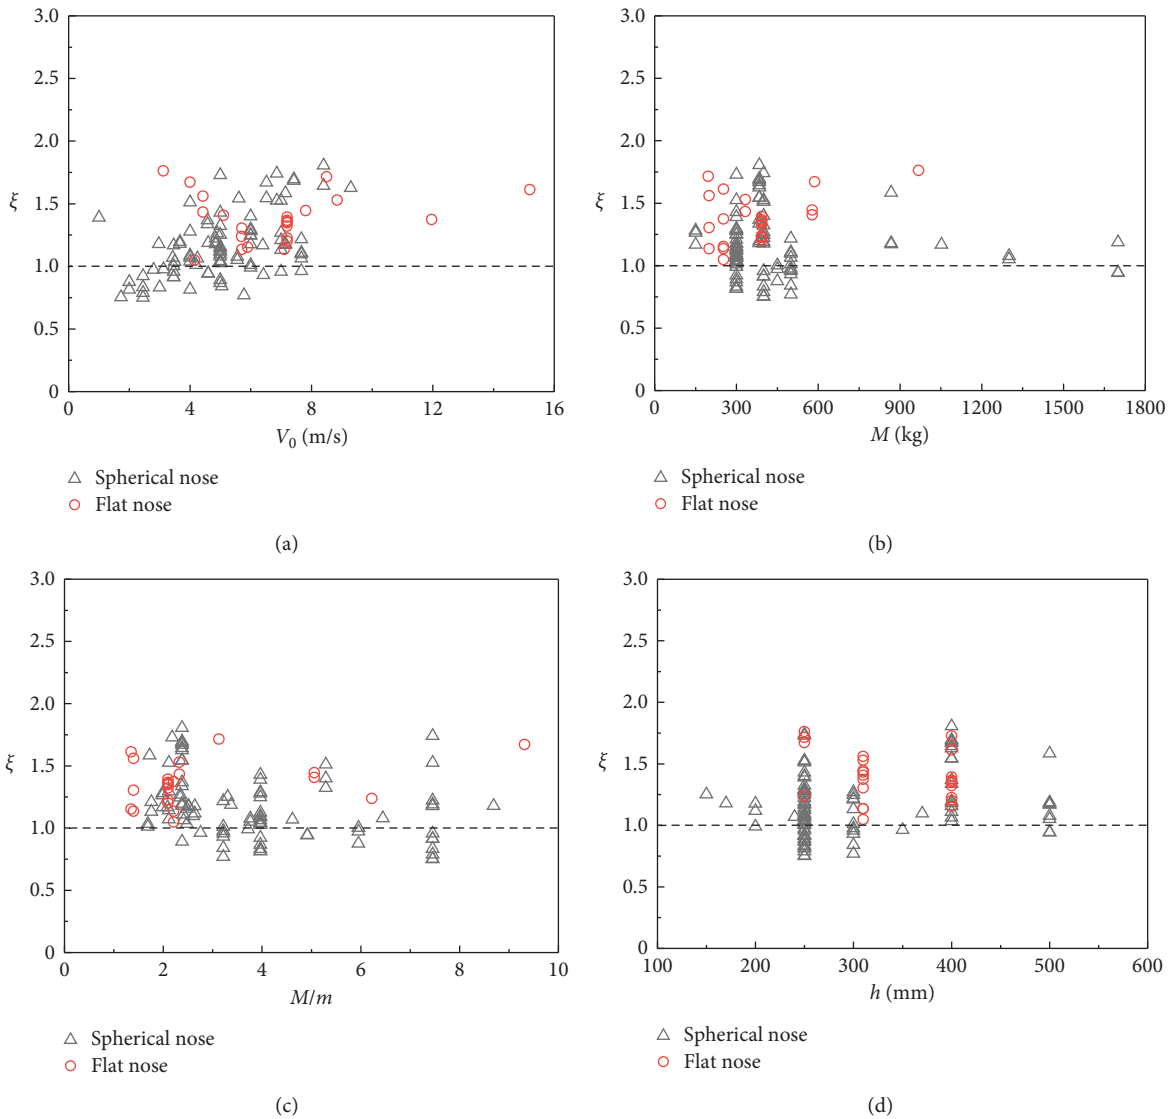 3.0
2.5
2.0
ξ 1.5
1.0
0.5
0
0 4 8 12 16
V0 (m/s)
Spherical nose
Flat nose
(a)
3.0
2.5
2.0
ξ 1.5
1.0
0.5
0
0 300 600 900 1200 1500 1800
M (kg)
Spherical nose
Flat nose
(b)
3.0
2.5
2.0
ξ 1.5
1.0
0.5
0
0 2 4 6 8 10
M/m
Spherical nose
Flat nose
(c)
3.0
2.5
2.0
ξ 1.5
1.0
0.5
0
100 200 300 400 500 600
h (mm)
Spherical nose
Flat nose
(d)